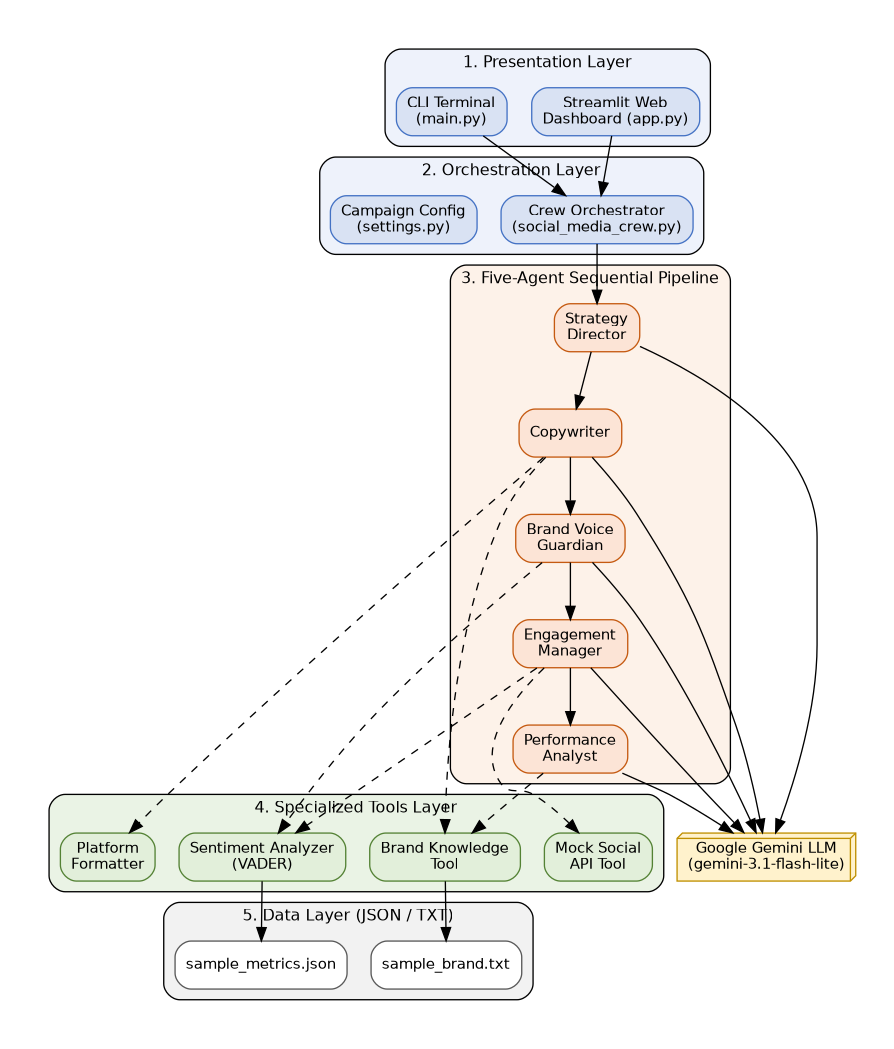 1. Presentation Layer
CLI Terminal
(main.py)
Streamlit Web
Dashboard (app.py)
2. Orchestration Layer
Campaign Config
(settings.py)
Crew Orchestrator
(social_media_crew.py)
3. Five-Agent Sequential Pipeline
Strategy
Director
Copywriter
Brand Voice
Guardian
Engagement
Manager
Performance
Analyst
4. Specialized Tools Layer
Platform
Formatter
Sentiment Analyzer
(VADER)
Brand Knowledge
Tool
Mock Social
API Tool
Google Gemini LLM
(gemini-3.1-flash-lite)
5. Data Layer (JSON / TXT)
sample_metrics.json
sample_brand.txt